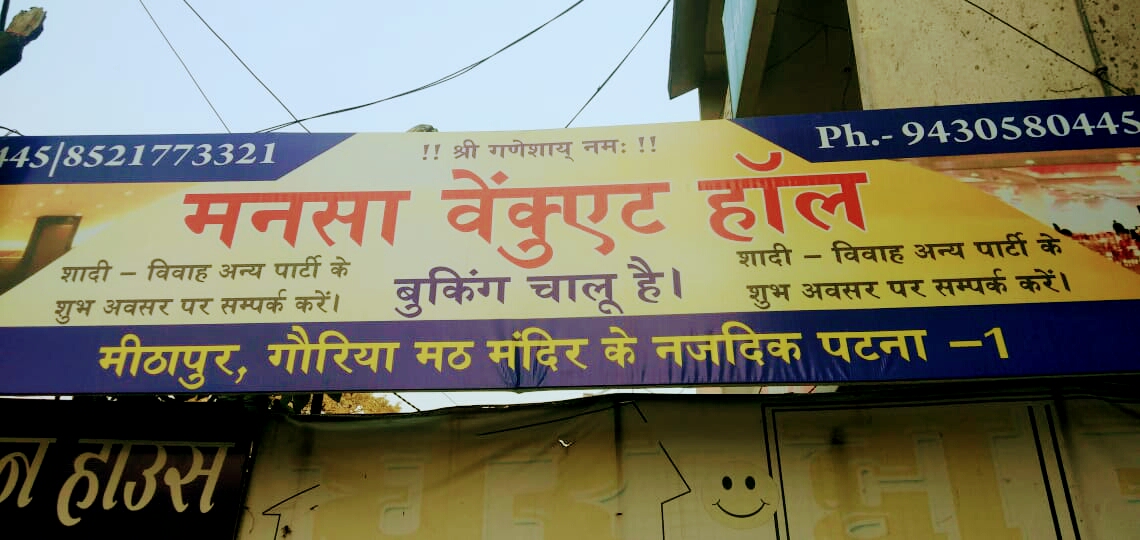 445|8521773321
!! श्री गणेशाय् नमः !!
Ph.- 9430580445
मनसा वेंक्वुएट हॉल
शादी – विवाह अन्य पार्टी के
शुभ अवसर पर सम्पर्क करें।
बुकिंग चालू है।
शादी – विवाह अन्य पार्टी के
शुभ अवसर पर सम्पर्क करें।
मीठापुर, गौरिया मठ मंदिर के नजदिक पटना –1
हाउस